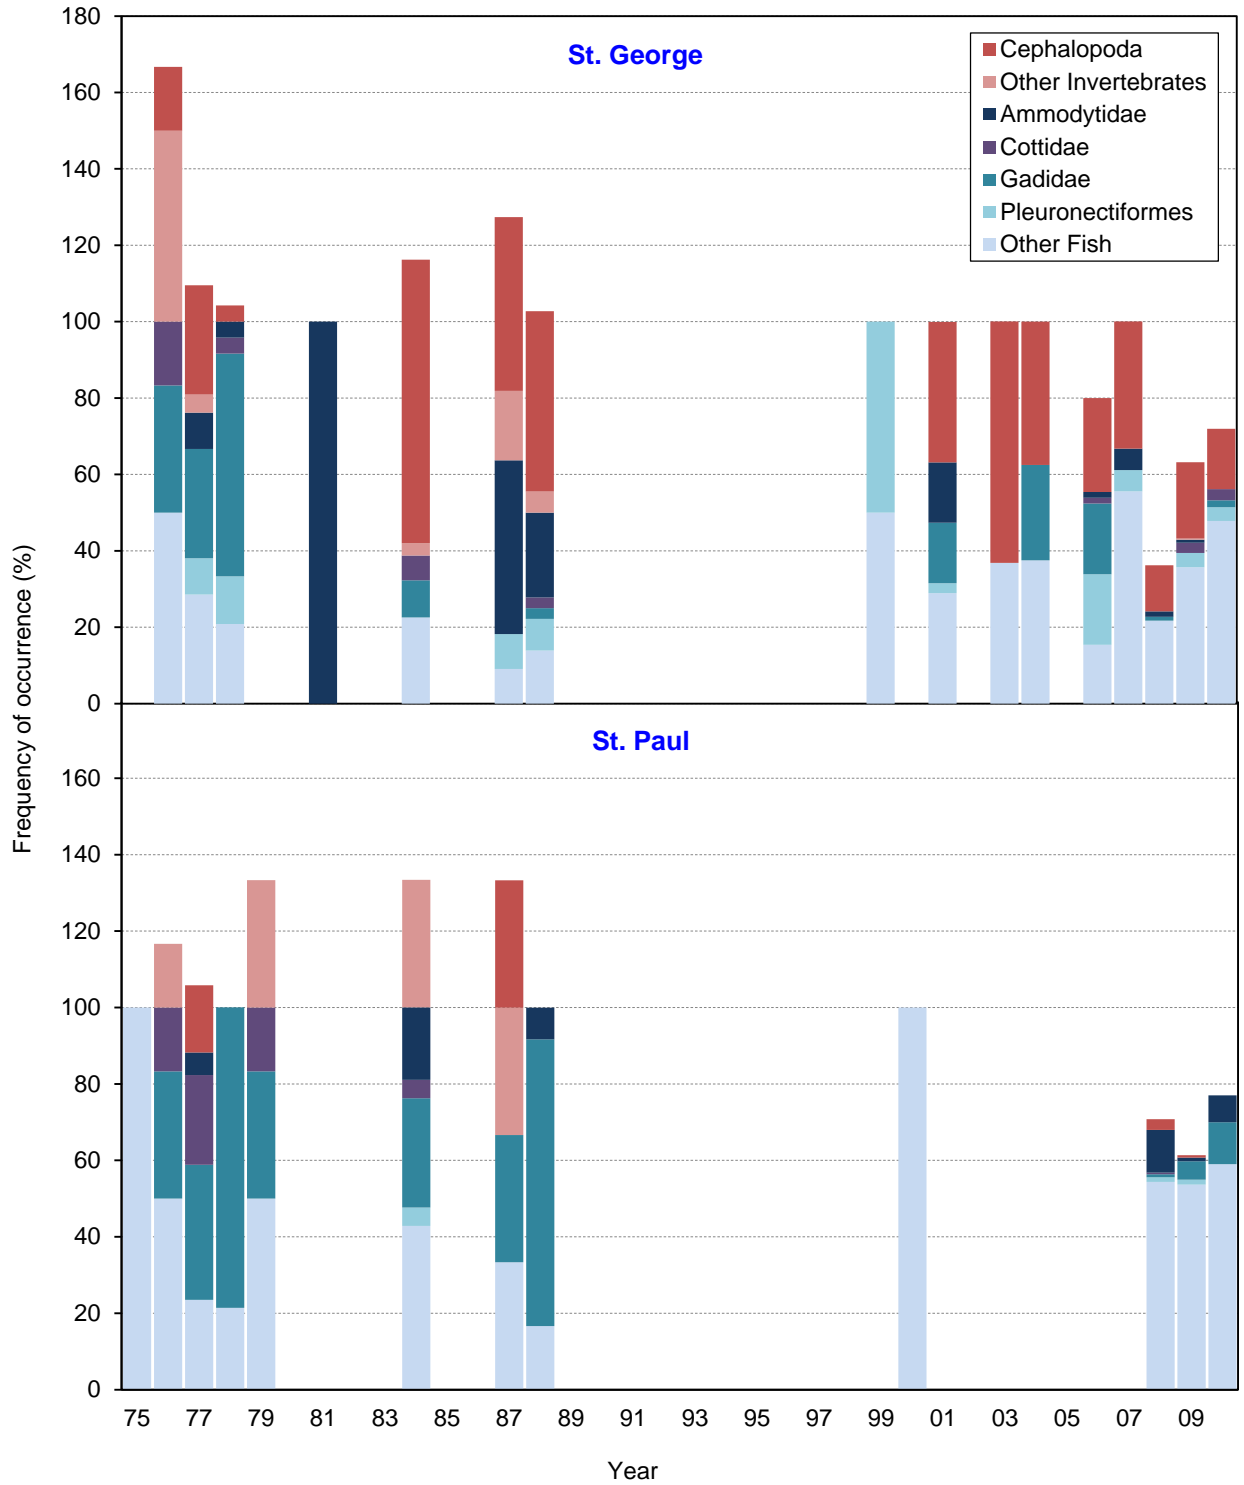 St. George
Cephalopoda
Other Invertebrates
Ammodytidae
Cottidae
Gadidae
Pleuronectiformes
Other Fish
180
160
140
120
100
80
60
40
20
0
St. Paul
160
140
120
100
80
60
40
20
0
Frequency of occurrence (%)
75 77 79 81 83 85 87 89 91 93 95 97 99 01 03 05 07 09
Year